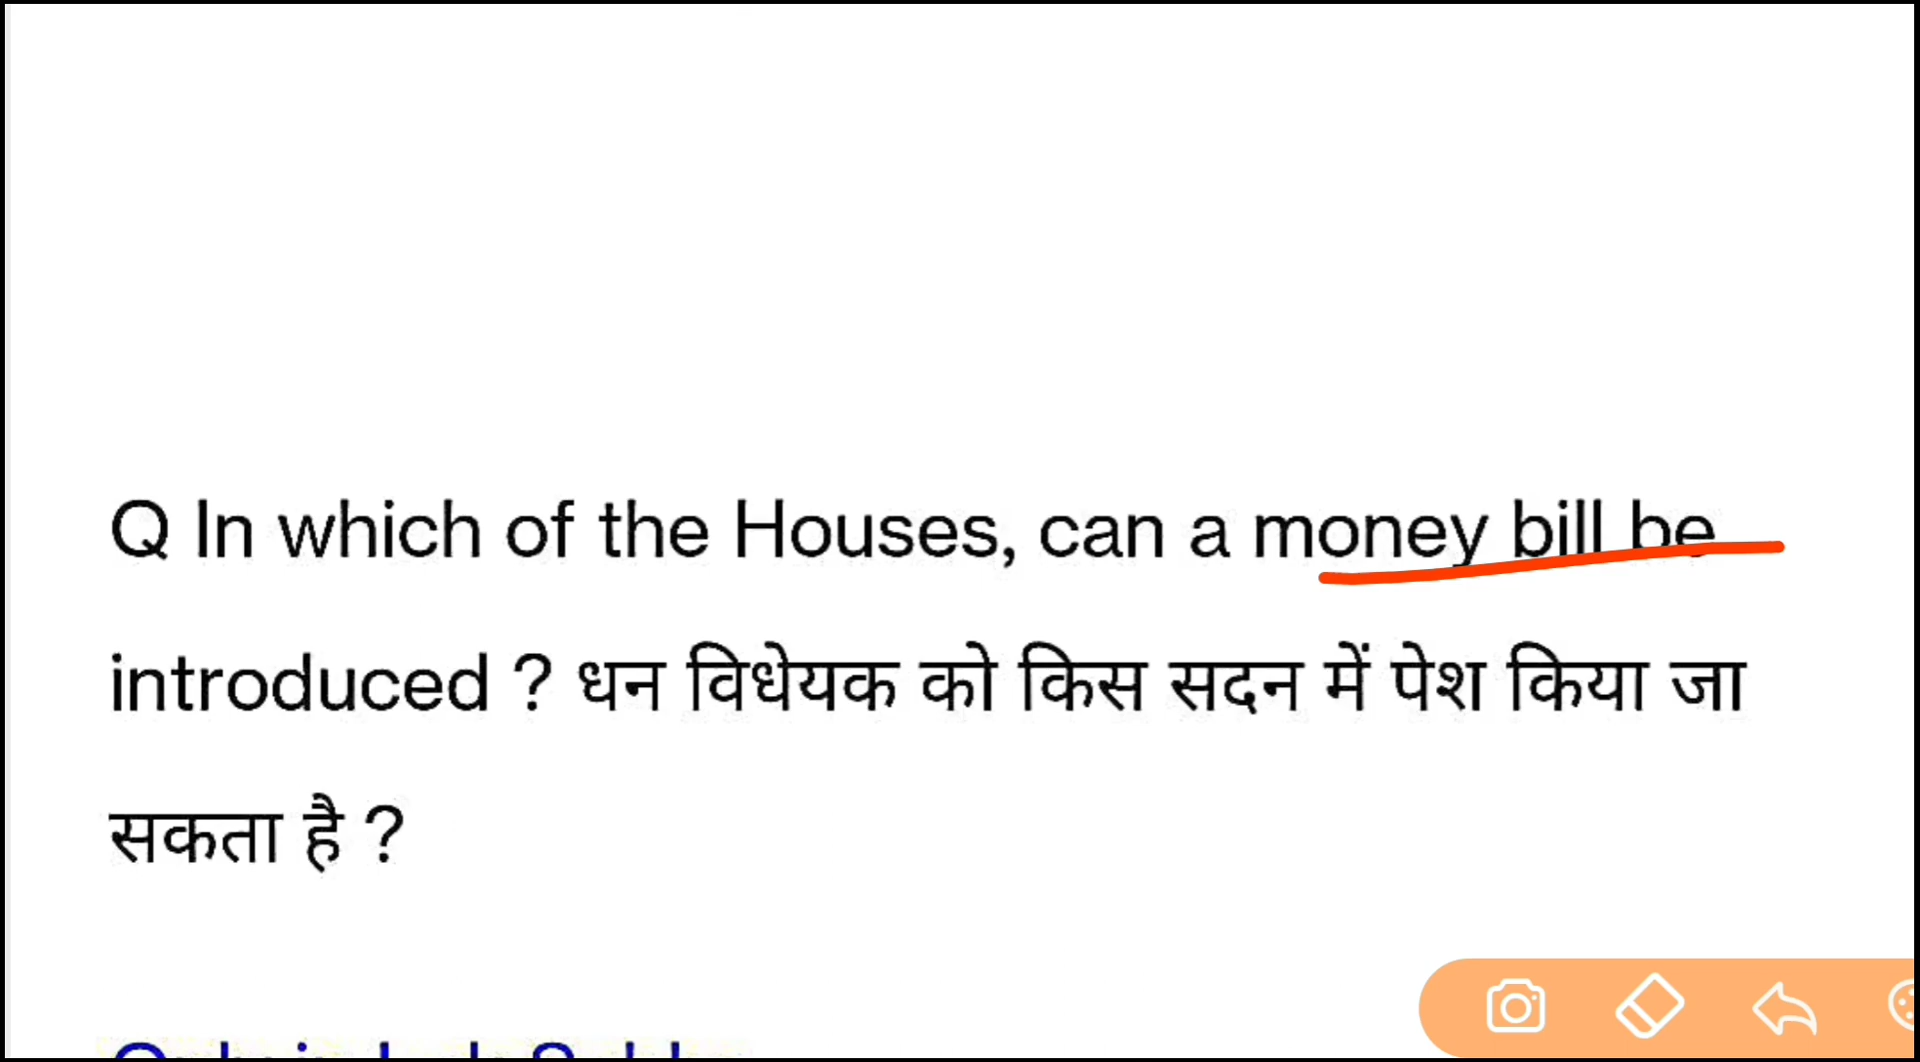 Q In which of the Houses, can a money bill be
introduced ? धन विधेयक को किस सदन में पेश किया जा
सकता है ?